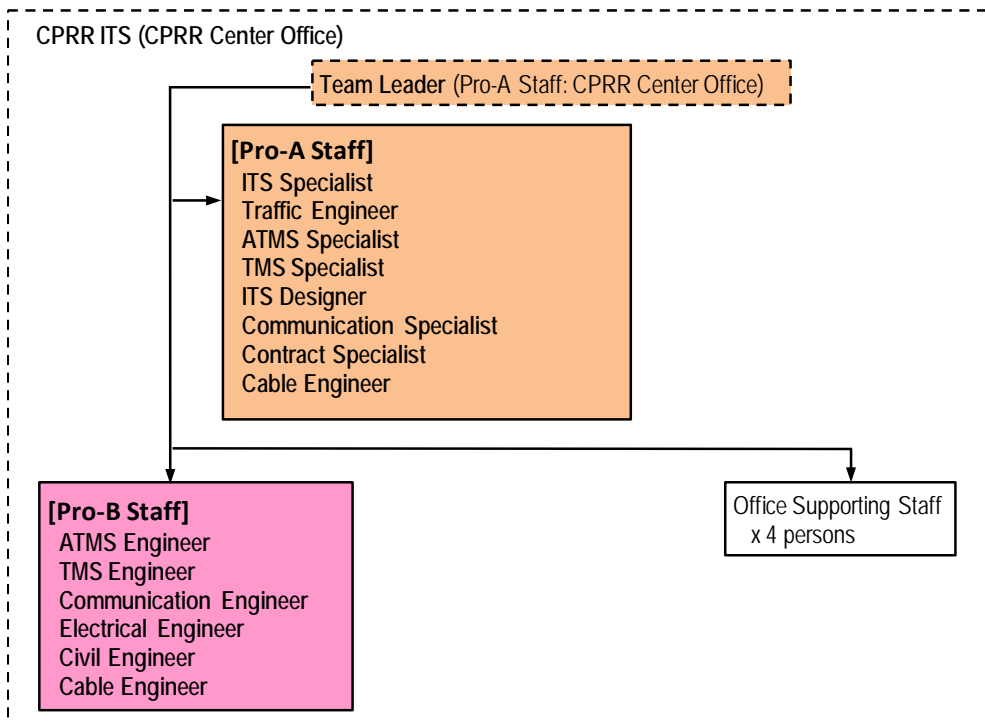 CPRR ITS (CPRR Center Office)
Team Leader (Pro-A Staff: CPRR Center Office)
[Pro-A Staff]
ITS Specialist
Traffic Engineer
ATMS Specialist
TMS Specialist
ITS Designer
Communication Specialist
Contract Specialist
Cable Engineer
[Pro-B Staff]
ATMS Engineer
TMS Engineer
Communication Engineer
Electrical Engineer
Civil Engineer
Cable Engineer
Office Supporting Staff
x 4 persons